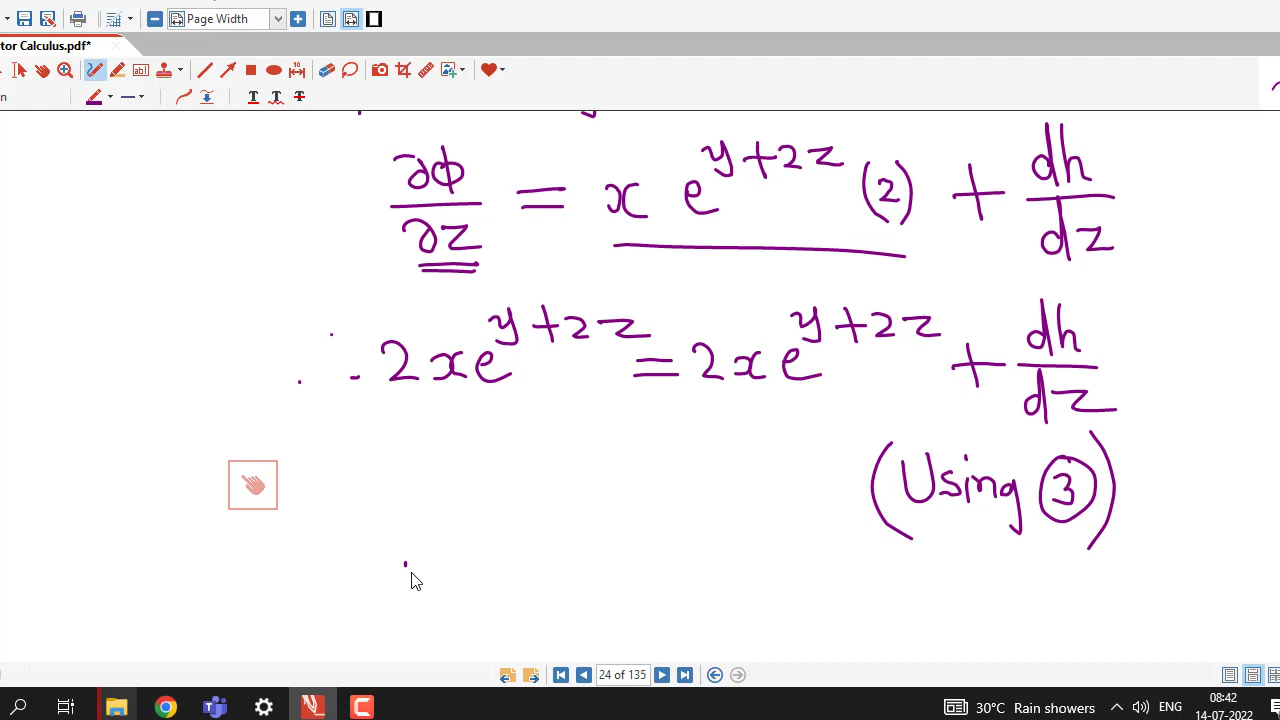 Page Width
tor Calculus.pdf*
∂ϕ/∂z = x e^{y+2z} (2) + dh/dz
∴ 2xe^{y+2z} = 2xe^{y+2z} + dh/dz
(Using ③)
24 of 135
30°C Rain showers
ENG
08:42
14-07-2022